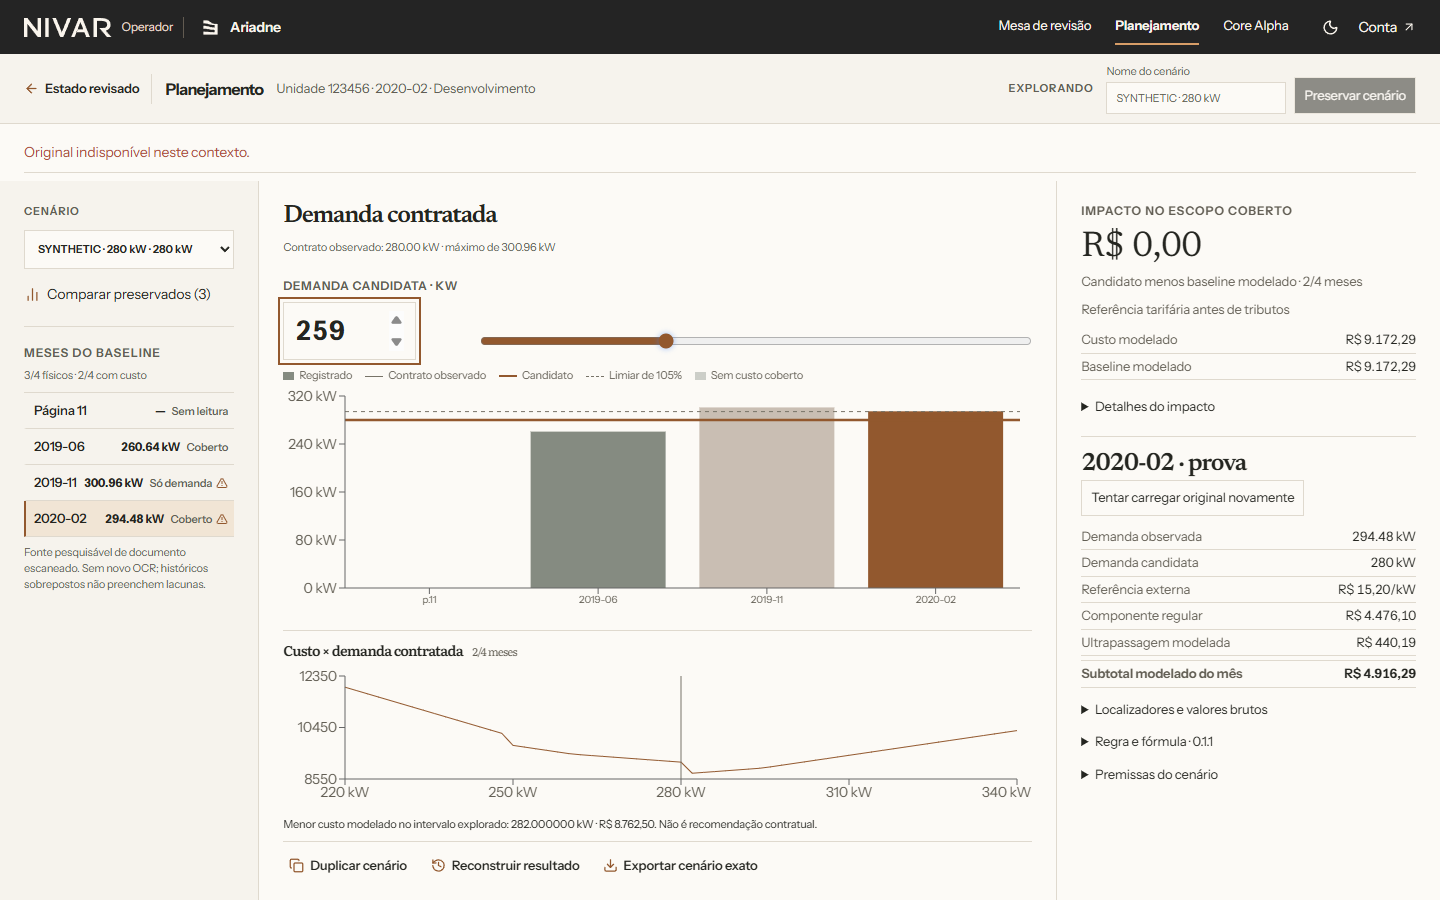 NIVAR Operador Ariadne Mesa de revisão Planejamento Core Alpha Conta
Estado revisado Planejamento Unidade 123456 · 2020-02 · Desenvolvimento EXPLORANDO
Nome do cenário
SYNTHETIC · 280 kW
Preservar cenário
Original indisponível neste contexto.
CENÁRIO
SYNTHETIC · 280 kW · 280 kW
Comparar preservados (3)
MESES DO BASELINE
3/4 físicos · 2/4 com custo
Página 11 — Sem leitura
2019-06 260.64 kW Coberto
2019-11 300.96 kW Só demanda
2020-02 294.48 kW Coberto
Fonte pesquisável de documento
escaneado. Sem novo OCR; históricos
sobrepostos não preenchem lacunas.
Demanda contratada
Contrato observado: 280.00 kW · máximo de 300.96 kW
DEMANDA CANDIDATA · KW
259
Registrado Contrato observado Candidato Limiar de 105% Sem custo coberto
320 kW
240 kW
160 kW
80 kW
0 kW
p.11 2019-06 2019-11 2020-02
Custo × demanda contratada 2/4 meses
12350
10450
8550
220 kW 250 kW 280 kW 310 kW 340 kW
Menor custo modelado no intervalo explorado: 282.000000 kW · R$ 8.762,50. Não é recomendação contratual.
Duplicar cenário Reconstruir resultado Exportar cenário exato
IMPACTO NO ESCOPO COBERTO
R$ 0,00
Candidato menos baseline modelado · 2/4 meses
Referência tarifária antes de tributos
Custo modelado R$ 9.172,29
Baseline modelado R$ 9.172,29
Detalhes do impacto
2020-02 · prova
Tentar carregar original novamente
Demanda observada 294.48 kW
Demanda candidata 280 kW
Referência externa R$ 15,20/kW
Componente regular R$ 4.476,10
Ultrapassagem modelada R$ 440,19
Subtotal modelado do mês R$ 4.916,29
Localizadores e valores brutos
Regra e fórmula · 0.1.1
Premissas do cenário